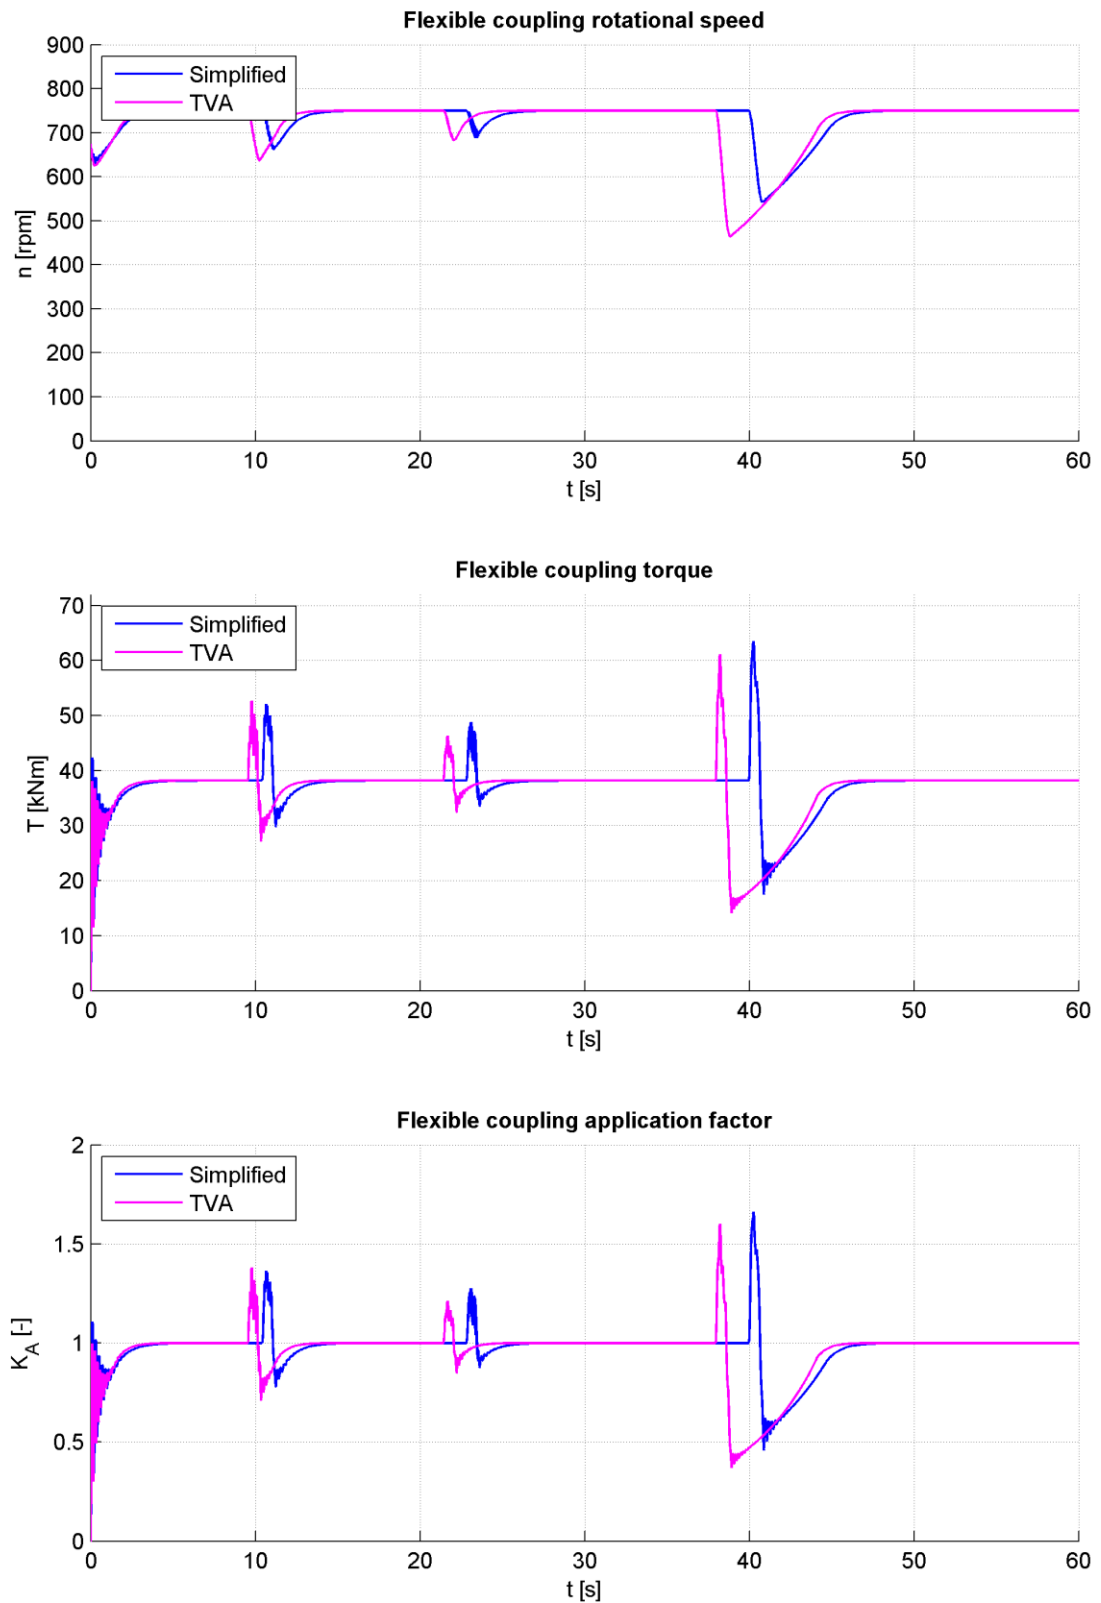 Flexible coupling rotational speed
900
800
700
600
500
400
300
200
100
0
n [rpm]
Simplified
TVA
0 10 20 30 40 50 60
t [s]
Flexible coupling torque
70
60
50
40
30
20
10
0
T [kNm]
Simplified
TVA
0 10 20 30 40 50 60
t [s]
Flexible coupling application factor
2
1.5
1
0.5
0
K_A [-]
Simplified
TVA
0 10 20 30 40 50 60
t [s]